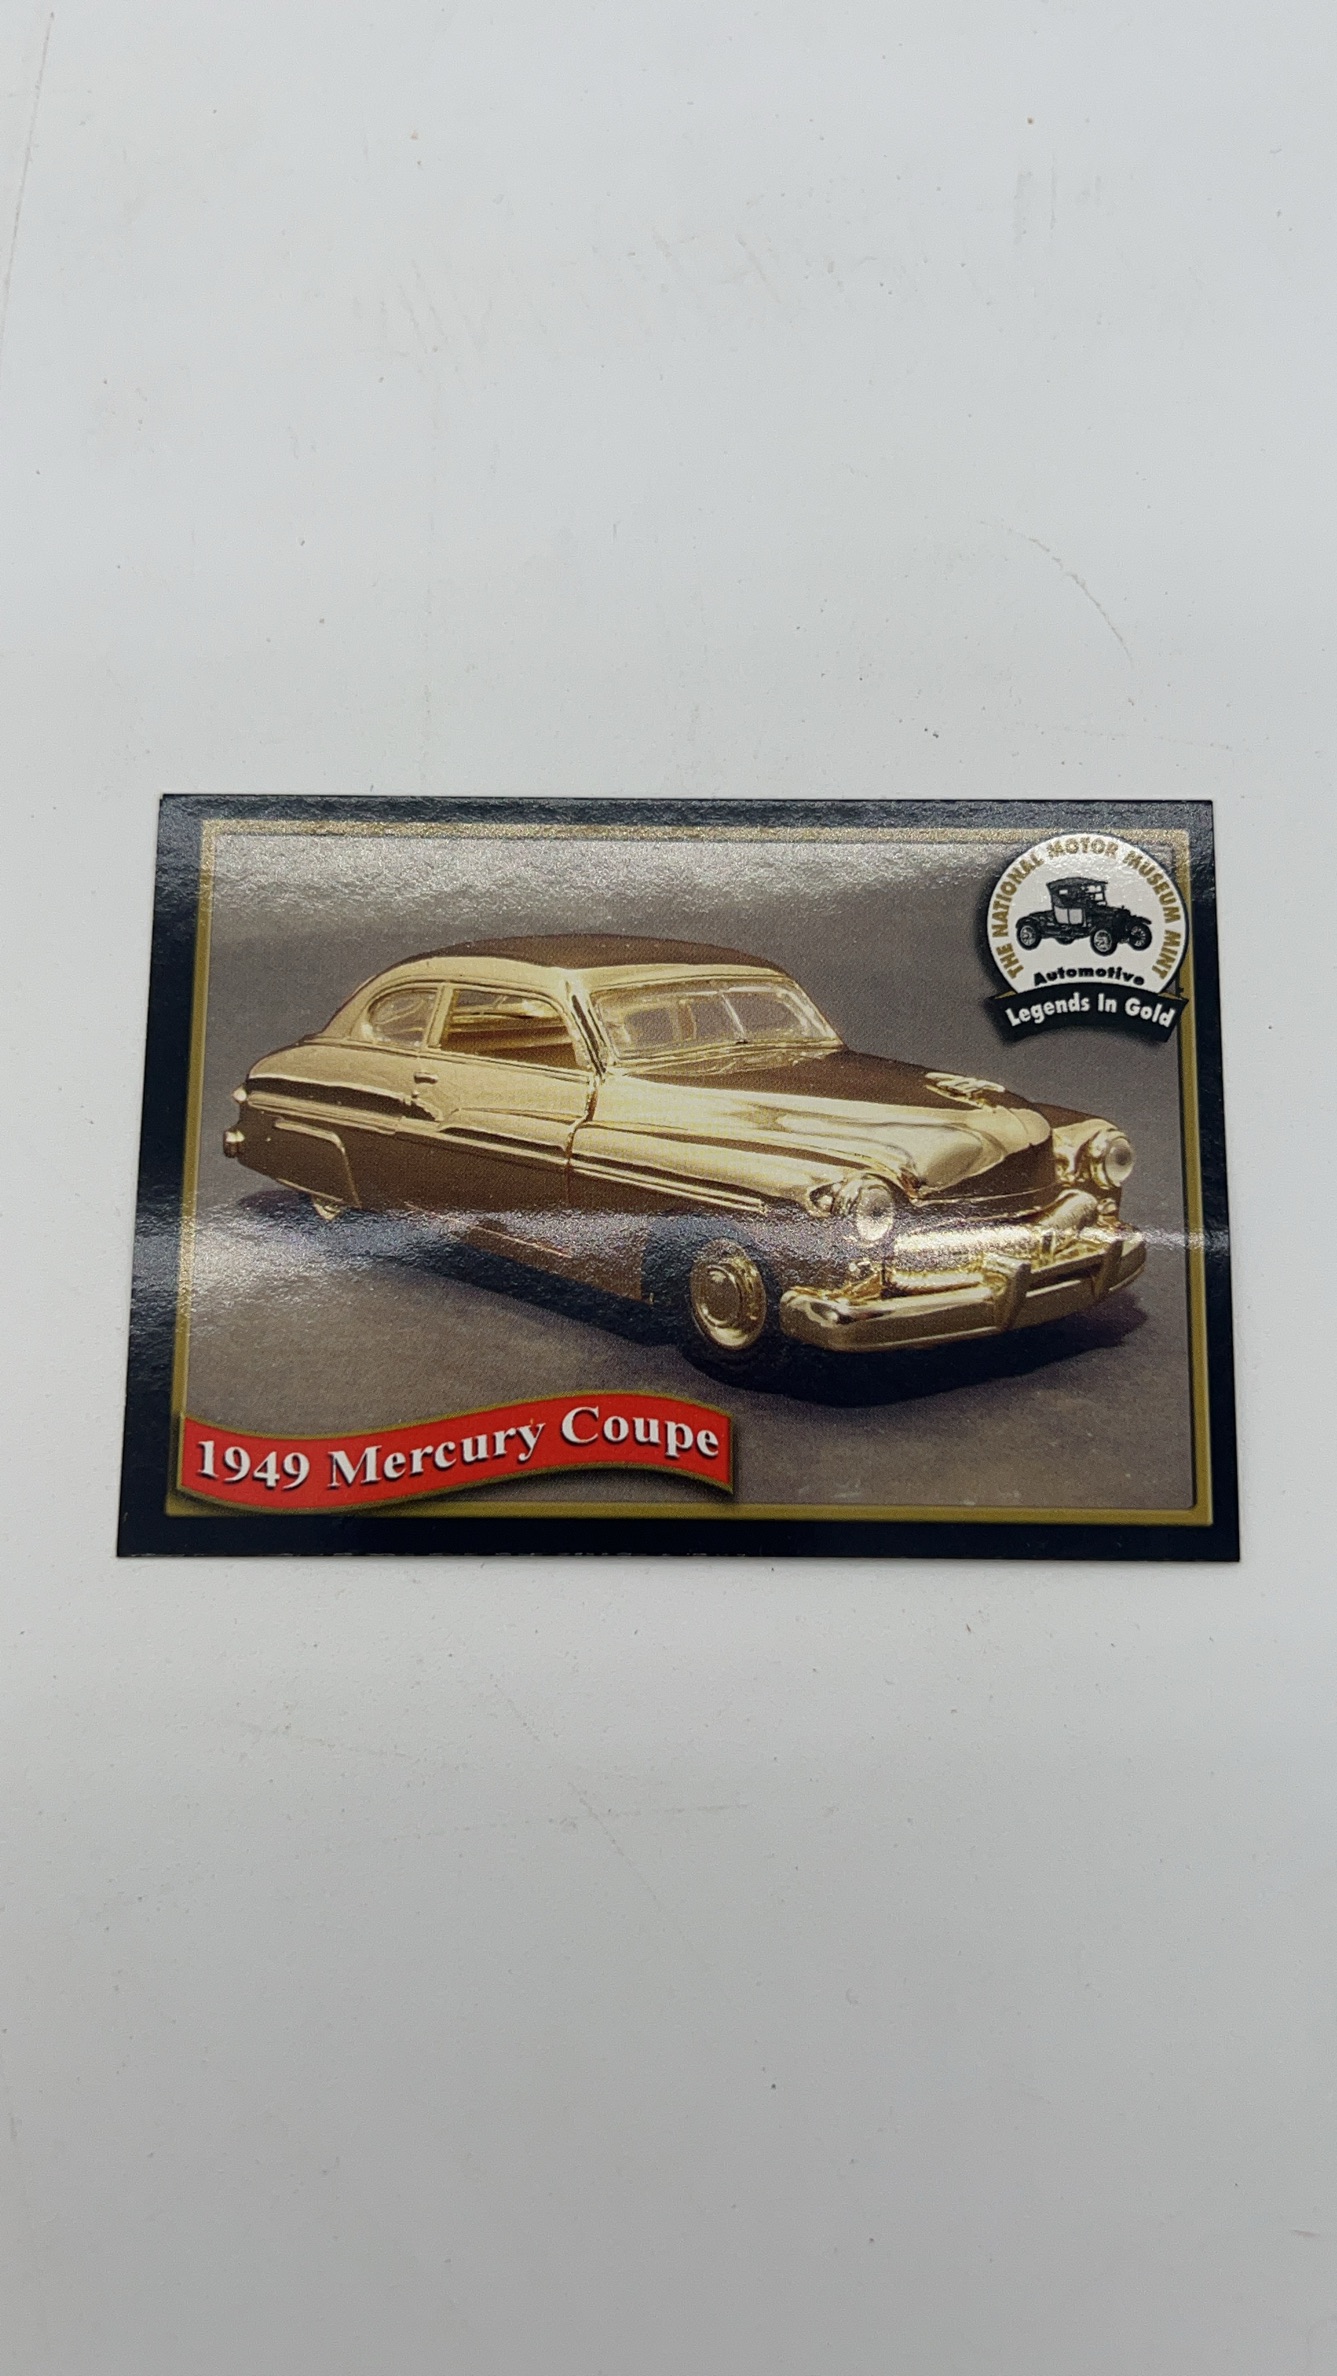 THE NATIONAL MOTOR MUSEUM MINT
Automotive
Legends In Gold
1949 Mercury Coupe